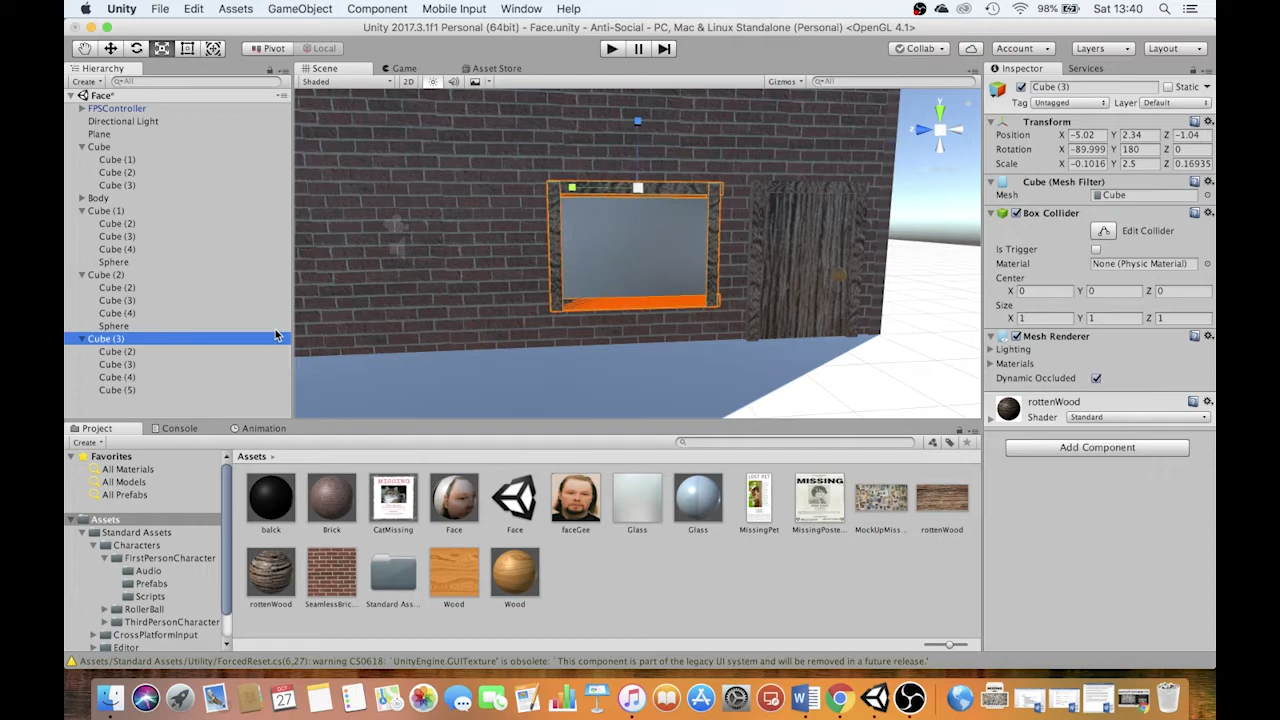 Unity File Edit Assets GameObject Component Mobile Input Window Help 98% Sat 13:40
Unity 2017.3.1f1 Personal (64bit) - Face.unity - Anti-Social - PC, Mac & Linux Standalone (Personal) <OpenGL 4.1>
Pivot Local Collab Account Layers Layout
Hierarchy Scene Game Asset Store Inspector Services
Create All Shaded 2D Gizmos All Cube (3) Static
Face* Tag Untagged Layer Default
FPSController
Directional Light
Plane
Cube
Cube (1)
Cube (2)
Cube (3)
Body
Cube (1)
Cube (2)
Cube (3)
Cube (4)
Sphere
Cube (2)
Cube (2)
Cube (3)
Cube (4)
Sphere
Cube (3)
Cube (2)
Cube (3)
Cube (4)
Cube (5)
Transform
Position X -5.02 Y 2.34 Z -1.04
Rotation X -89.999 Y 180 Z 0
Scale X -0.1016 Y 2.5 Z 0.16935
Cube (Mesh Filter)
Mesh Cube
Box Collider
Edit Collider
Is Trigger
Material None (Physic Material)
Center
X 0 Y 0 Z 0
Size
X 1 Y 1 Z 1
Mesh Renderer
Lighting
Materials
Dynamic Occluded
rottenWood
Shader Standard
Add Component
Project Console Animation
Create
Favorites
All Materials
All Models
All Prefabs
Assets
Standard Assets
Characters
FirstPersonCharacter
Audio
Prefabs
Scripts
RollerBall
ThirdPersonCharacter
CrossPlatformInput
Editor
Assets
balck Brick CatMissing Face Face faceGee Glass Glass MissingPet MissingPoste... MockUpMiss... rottenWood
rottenWood SeamlessBric... Standard Ass... Wood Wood
MISSING
LOST PET
MISSING
Assets/Standard Assets/Utility/ForcedReset.cs(6,27): warning CS0618: `UnityEngine.GUITexture' is obsolete: `This component is part of the legacy UI system and will be removed in a future release.'
OCT
27